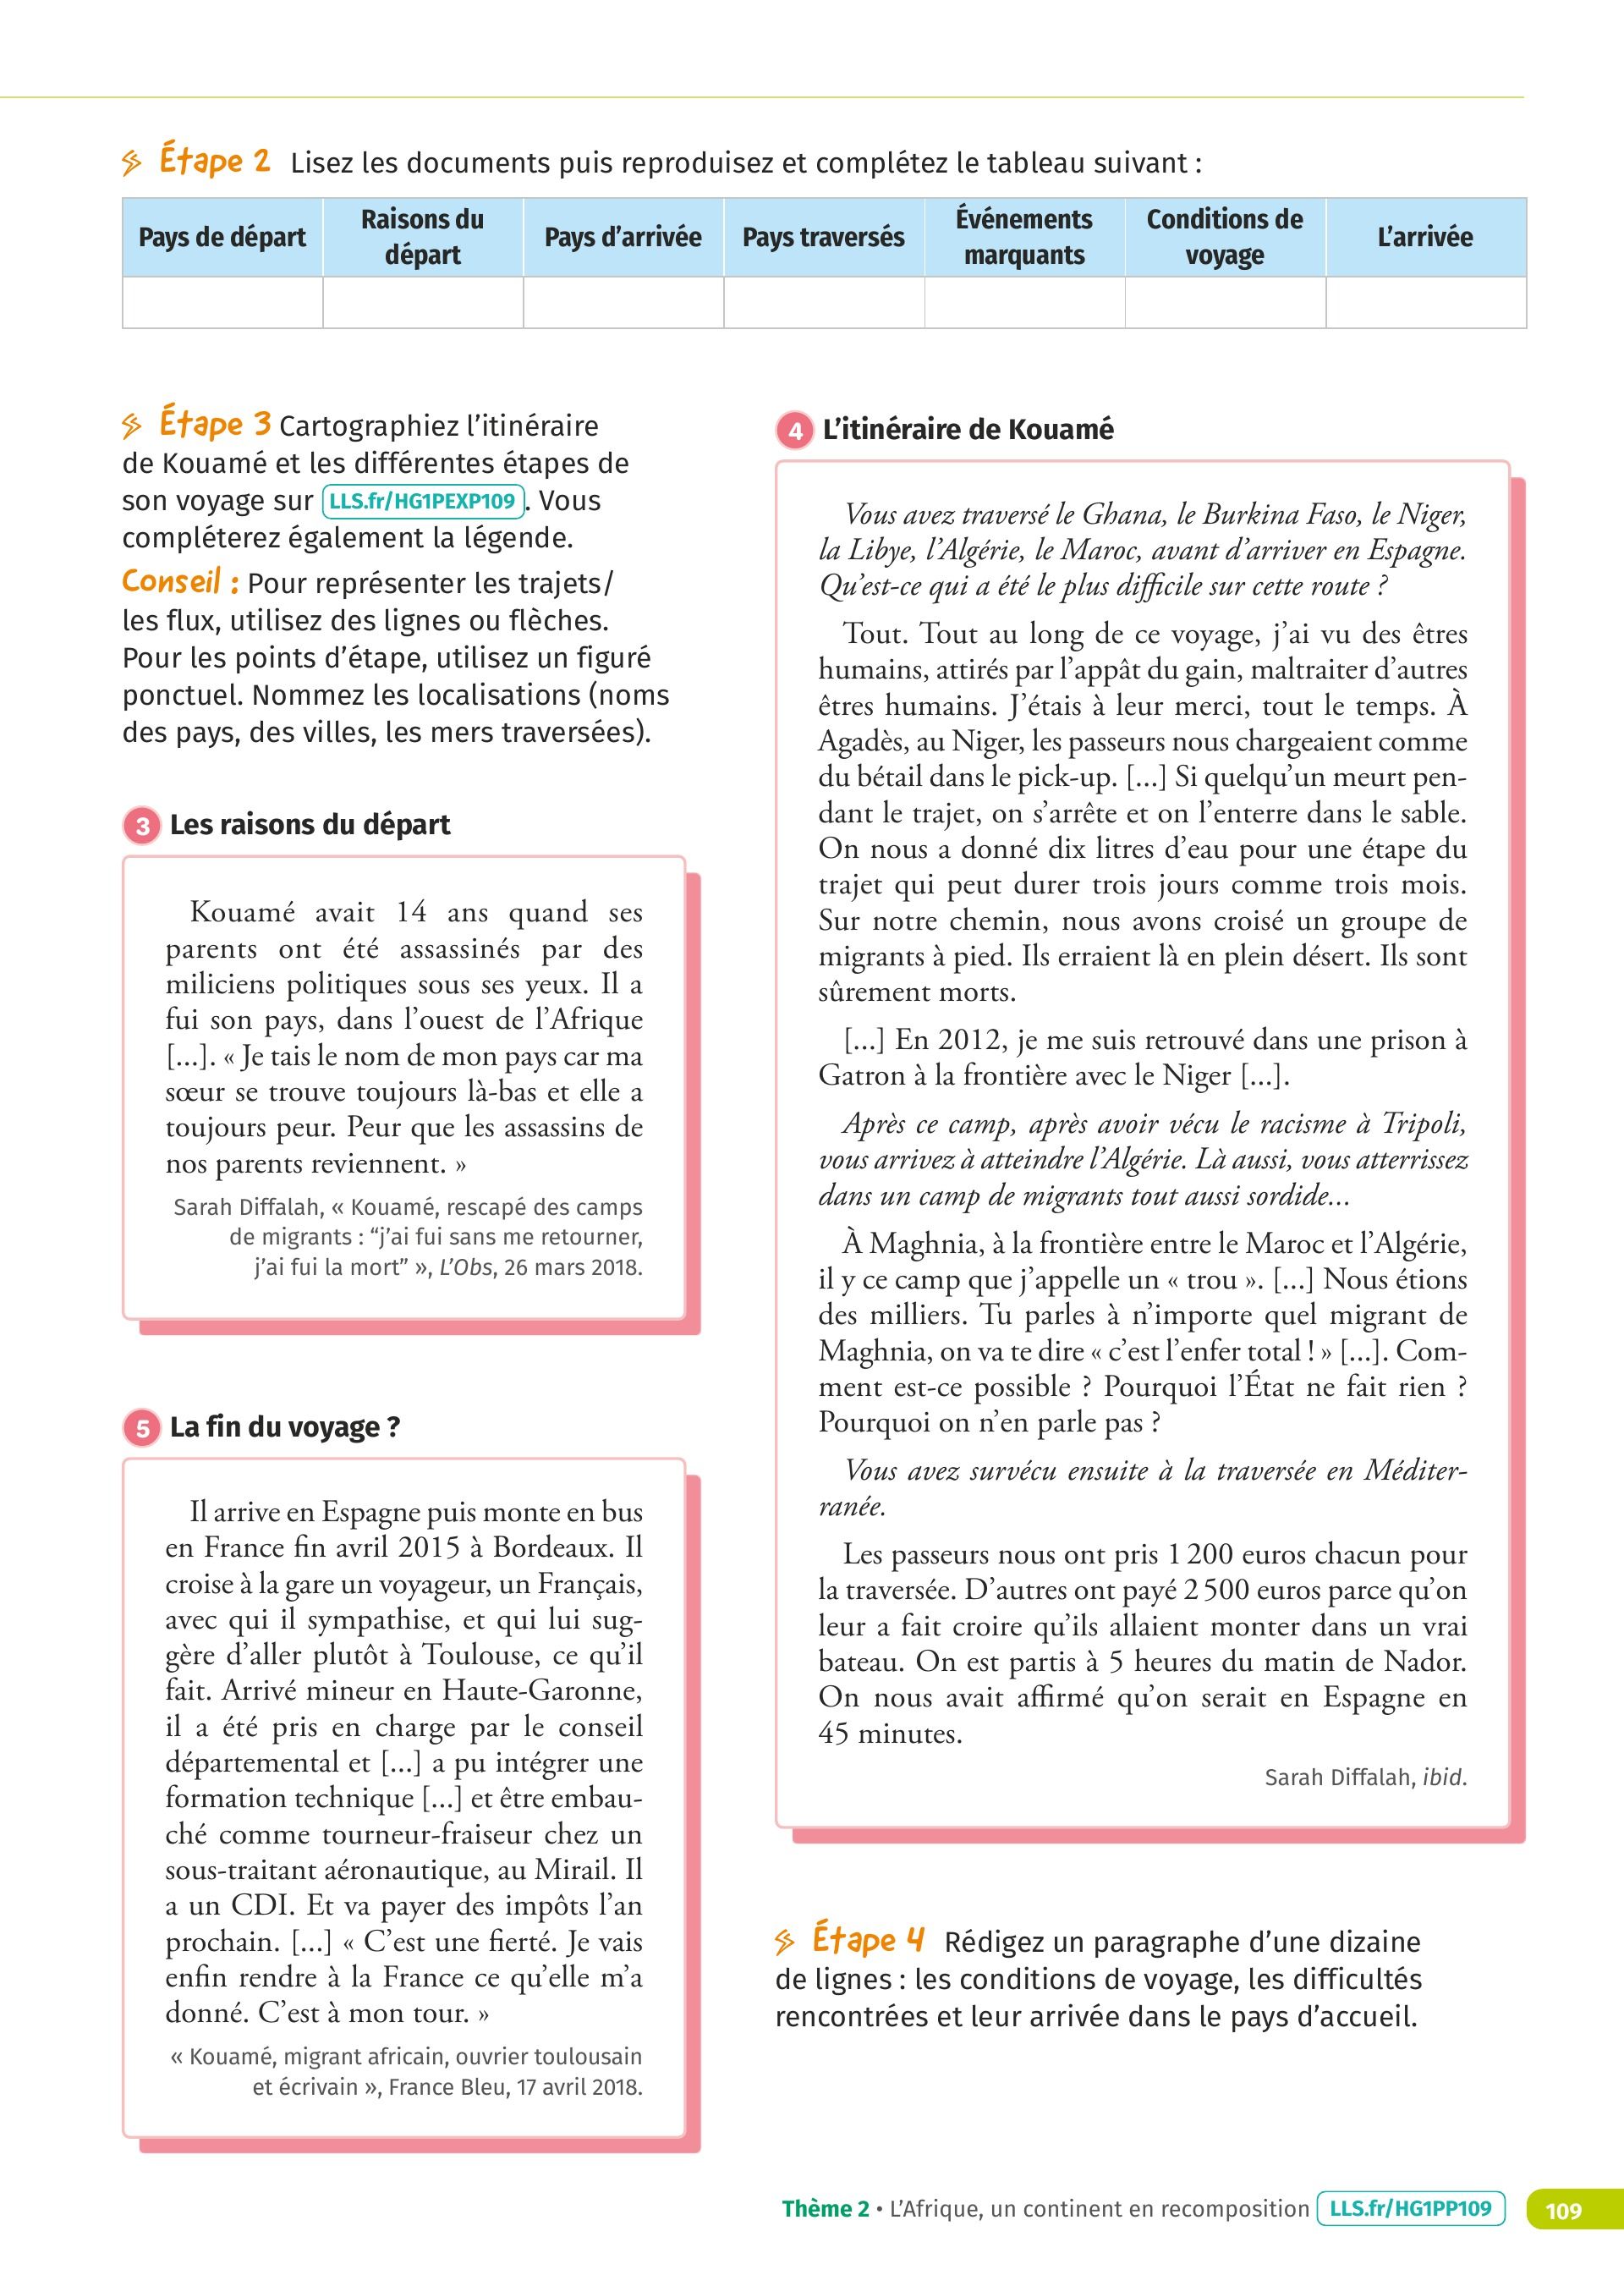 Étape 2 Lisez les documents puis reproduisez et complétez le tableau suivant :
Pays de départ
Raisons du
départ
Pays d’arrivée
Pays traversés
Événements
marquants
Conditions de
voyage
L’arrivée
Étape 3 Cartographiez l’itinéraire
de Kouamé et les différentes étapes de
son voyage sur LLS.fr/HG1PEXP109 . Vous
compléterez également la légende.
Conseil : Pour représenter les trajets/
les flux, utilisez des lignes ou flèches.
Pour les points d’étape, utilisez un figuré
ponctuel. Nommez les localisations (noms
des pays, des villes, les mers traversées).
3 Les raisons du départ
Kouamé avait 14 ans quand ses
parents ont été assassinés par des
miliciens politiques sous ses yeux. Il a
fui son pays, dans l’ouest de l’Afrique
[...]. « Je tais le nom de mon pays car ma
sœur se trouve toujours là-bas et elle a
toujours peur. Peur que les assassins de
nos parents reviennent. »
Sarah Diffalah, « Kouamé, rescapé des camps
de migrants : “j’ai fui sans me retourner,
j’ai fui la mort” », L’Obs, 26 mars 2018.
5 La fin du voyage ?
Il arrive en Espagne puis monte en bus
en France fin avril 2015 à Bordeaux. Il
croise à la gare un voyageur, un Français,
avec qui il sympathise, et qui lui sug-
gère d’aller plutôt à Toulouse, ce qu’il
fait. Arrivé mineur en Haute-Garonne,
il a été pris en charge par le conseil
départemental et [...] a pu intégrer une
formation technique [...] et être embau-
ché comme tourneur-fraiseur chez un
sous-traitant aéronautique, au Mirail. Il
a un CDI. Et va payer des impôts l’an
prochain. [...] « C’est une fierté. Je vais
enfin rendre à la France ce qu’elle m’a
donné. C’est à mon tour. »
« Kouamé, migrant africain, ouvrier toulousain
et écrivain », France Bleu, 17 avril 2018.
4 L’itinéraire de Kouamé
Vous avez traversé le Ghana, le Burkina Faso, le Niger,
la Libye, l’Algérie, le Maroc, avant d’arriver en Espagne.
Qu’est-ce qui a été le plus difficile sur cette route ?
Tout. Tout au long de ce voyage, j’ai vu des êtres
humains, attirés par l’appât du gain, maltraiter d’autres
êtres humains. J’étais à leur merci, tout le temps. À
Agadès, au Niger, les passeurs nous chargeaient comme
du bétail dans le pick-up. [...] Si quelqu’un meurt pen-
dant le trajet, on s’arrête et on l’enterre dans le sable.
On nous a donné dix litres d’eau pour une étape du
trajet qui peut durer trois jours comme trois mois.
Sur notre chemin, nous avons croisé un groupe de
migrants à pied. Ils erraient là en plein désert. Ils sont
sûrement morts.
[...] En 2012, je me suis retrouvé dans une prison à
Gatron à la frontière avec le Niger [...].
Après ce camp, après avoir vécu le racisme à Tripoli,
vous arrivez à atteindre l’Algérie. Là aussi, vous atterrissez
dans un camp de migrants tout aussi sordide...
À Maghnia, à la frontière entre le Maroc et l’Algérie,
il y ce camp que j’appelle un « trou ». [...] Nous étions
des milliers. Tu parles à n’importe quel migrant de
Maghnia, on va te dire « c’est l’enfer total ! » [...]. Com-
ment est-ce possible ? Pourquoi l’État ne fait rien ?
Pourquoi on n’en parle pas ?
Vous avez survécu ensuite à la traversée en Méditer-
ranée.
Les passeurs nous ont pris 1 200 euros chacun pour
la traversée. D’autres ont payé 2 500 euros parce qu’on
leur a fait croire qu’ils allaient monter dans un vrai
bateau. On est partis à 5 heures du matin de Nador.
On nous avait affirmé qu’on serait en Espagne en
45 minutes.
Sarah Diffalah, ibid.
Étape 4 Rédigez un paragraphe d’une dizaine
de lignes : les conditions de voyage, les difficultés
rencontrées et leur arrivée dans le pays d’accueil.
Thème 2 • L’Afrique, un continent en recomposition LLS.fr/HG1PP109 109